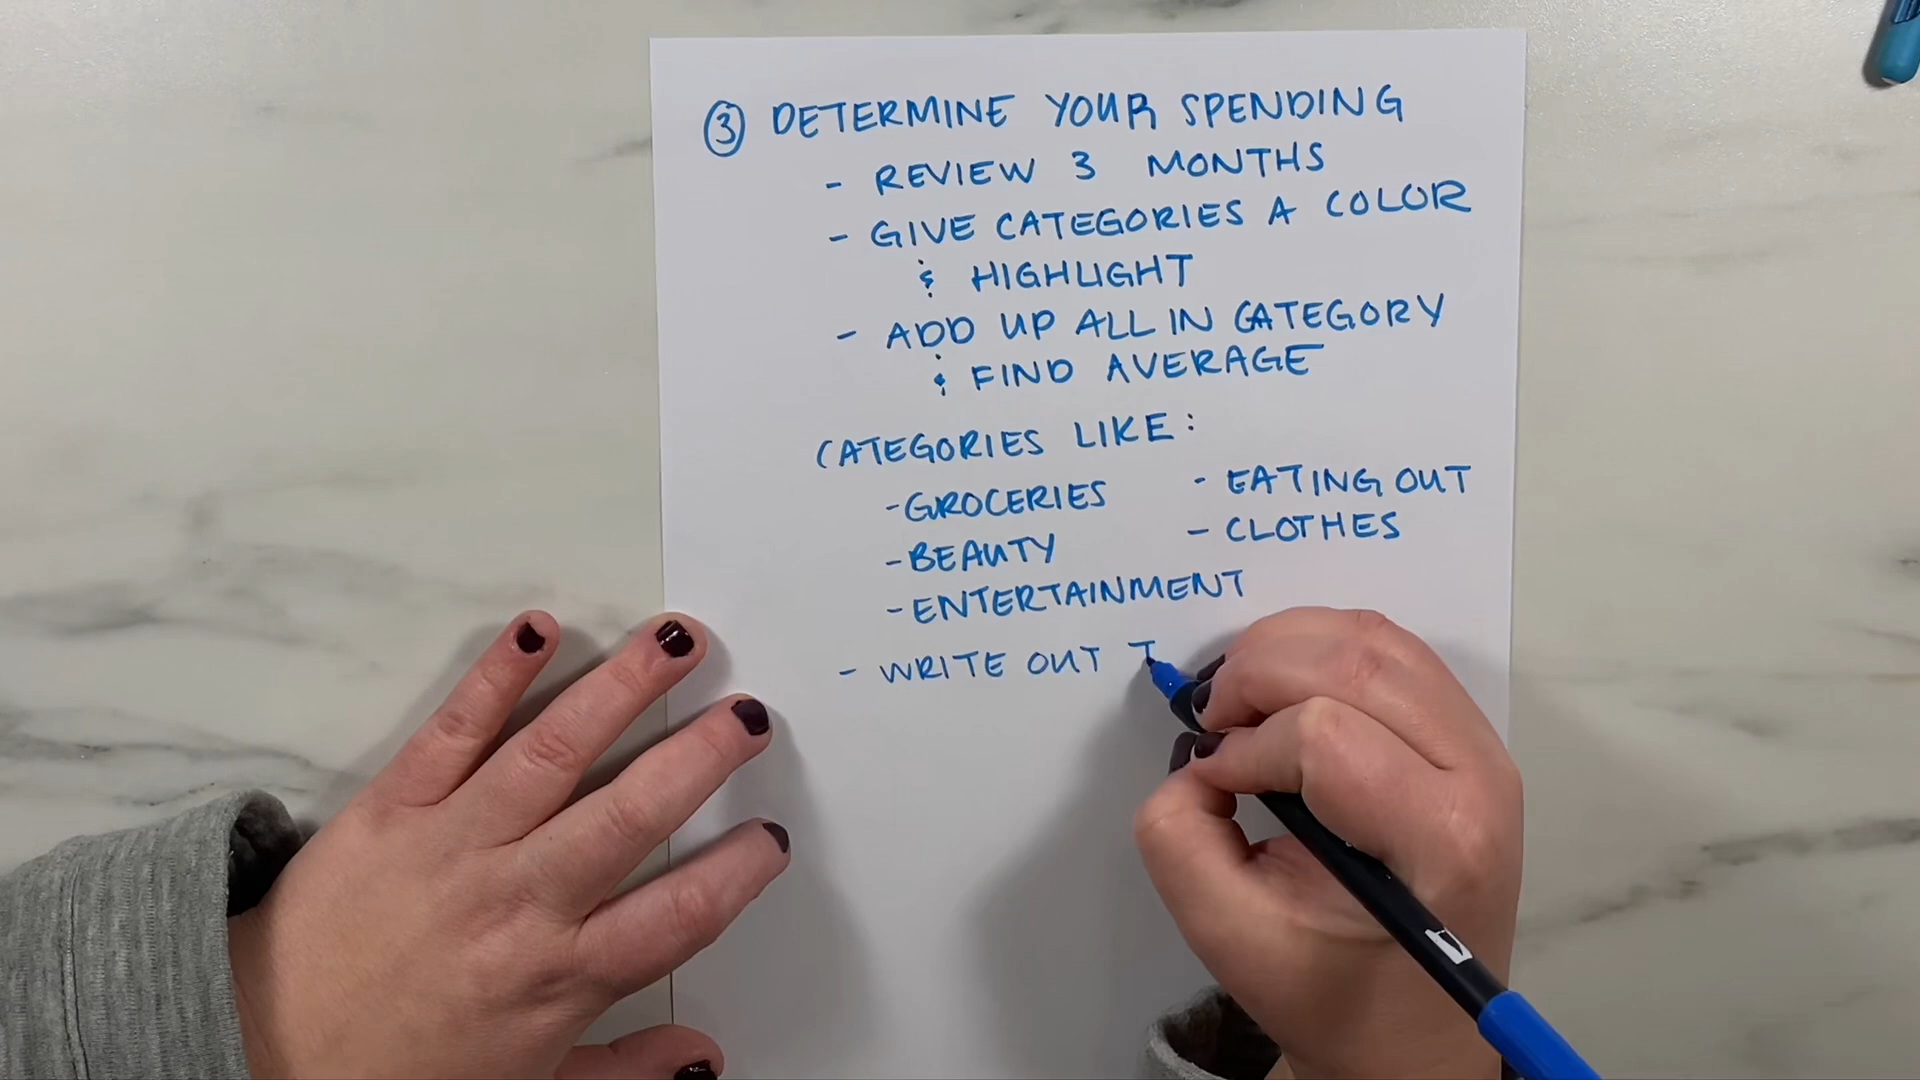 ③ DETERMINE YOUR SPENDING
- REVIEW 3 MONTHS
- GIVE CATEGORIES A COLOR
& HIGHLIGHT
- ADD UP ALL IN CATEGORY
& FIND AVERAGE
CATEGORIES LIKE:
- GROCERIES
- BEAUTY
- ENTERTAINMENT
- EATING OUT
- CLOTHES
- WRITE OUT T